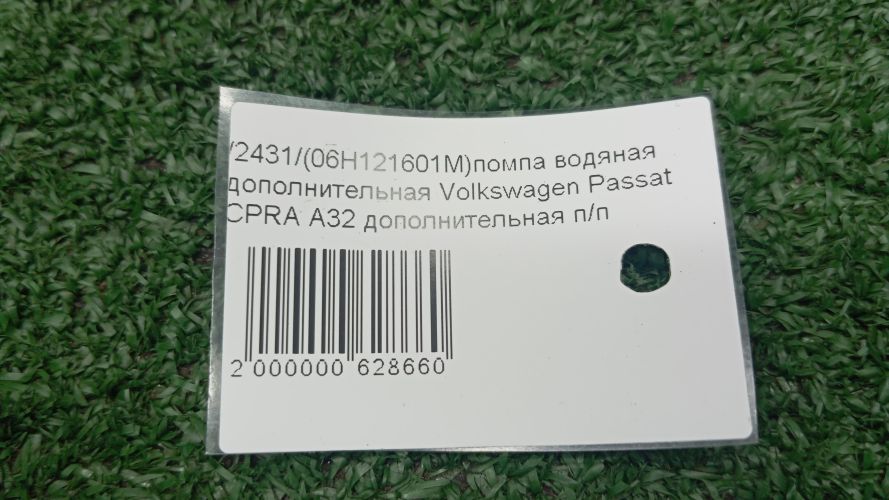 /2431/(06H121601M)помпа водяная
дополнительная Volkswagen Passat
CPRA A32 дополнительная п/п
2 000000 628660